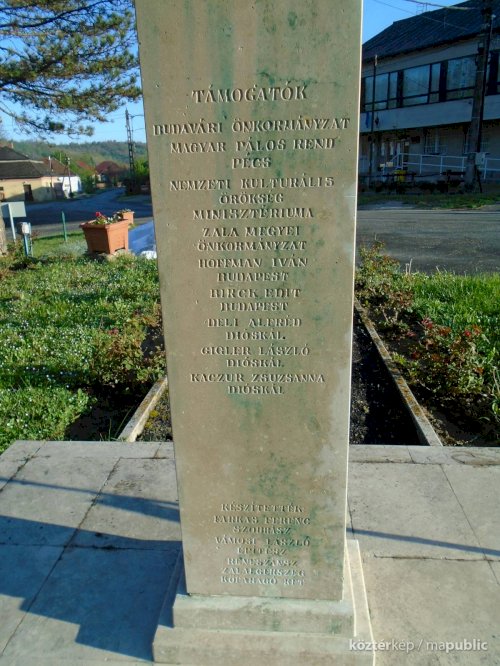 TÁMOGATÓK
BUDAVÁRI ÖNKORMÁNYZAT
MAGYAR PÁLOS REND
PÉCS
NEMZETI KULTURÁLIS
ÖRÖKSÉG
MINISZTÉRIUMA
ZALA MEGYEI
ÖNKORMÁNYZAT
HOFFMAN IVÁN
BUDAPEST
BIRCK EDIT
BUDAPEST
DELI ALFRÉD
DIÓSKÁL
GIGLER LÁSZLÓ
DIÓSKÁL
KACZUR ZSUZSANNA
DIÓSKÁL
KÉSZÍTETTÉK
FARKAS FERENC
SZOBRÁSZ
VÁMOSI LÁSZLÓ
ÉPÍTÉSZ
RENESZÁNSZ
ZALAEGERSZEG
KŐFARAGÓ KFT
köztérkép / mapublic